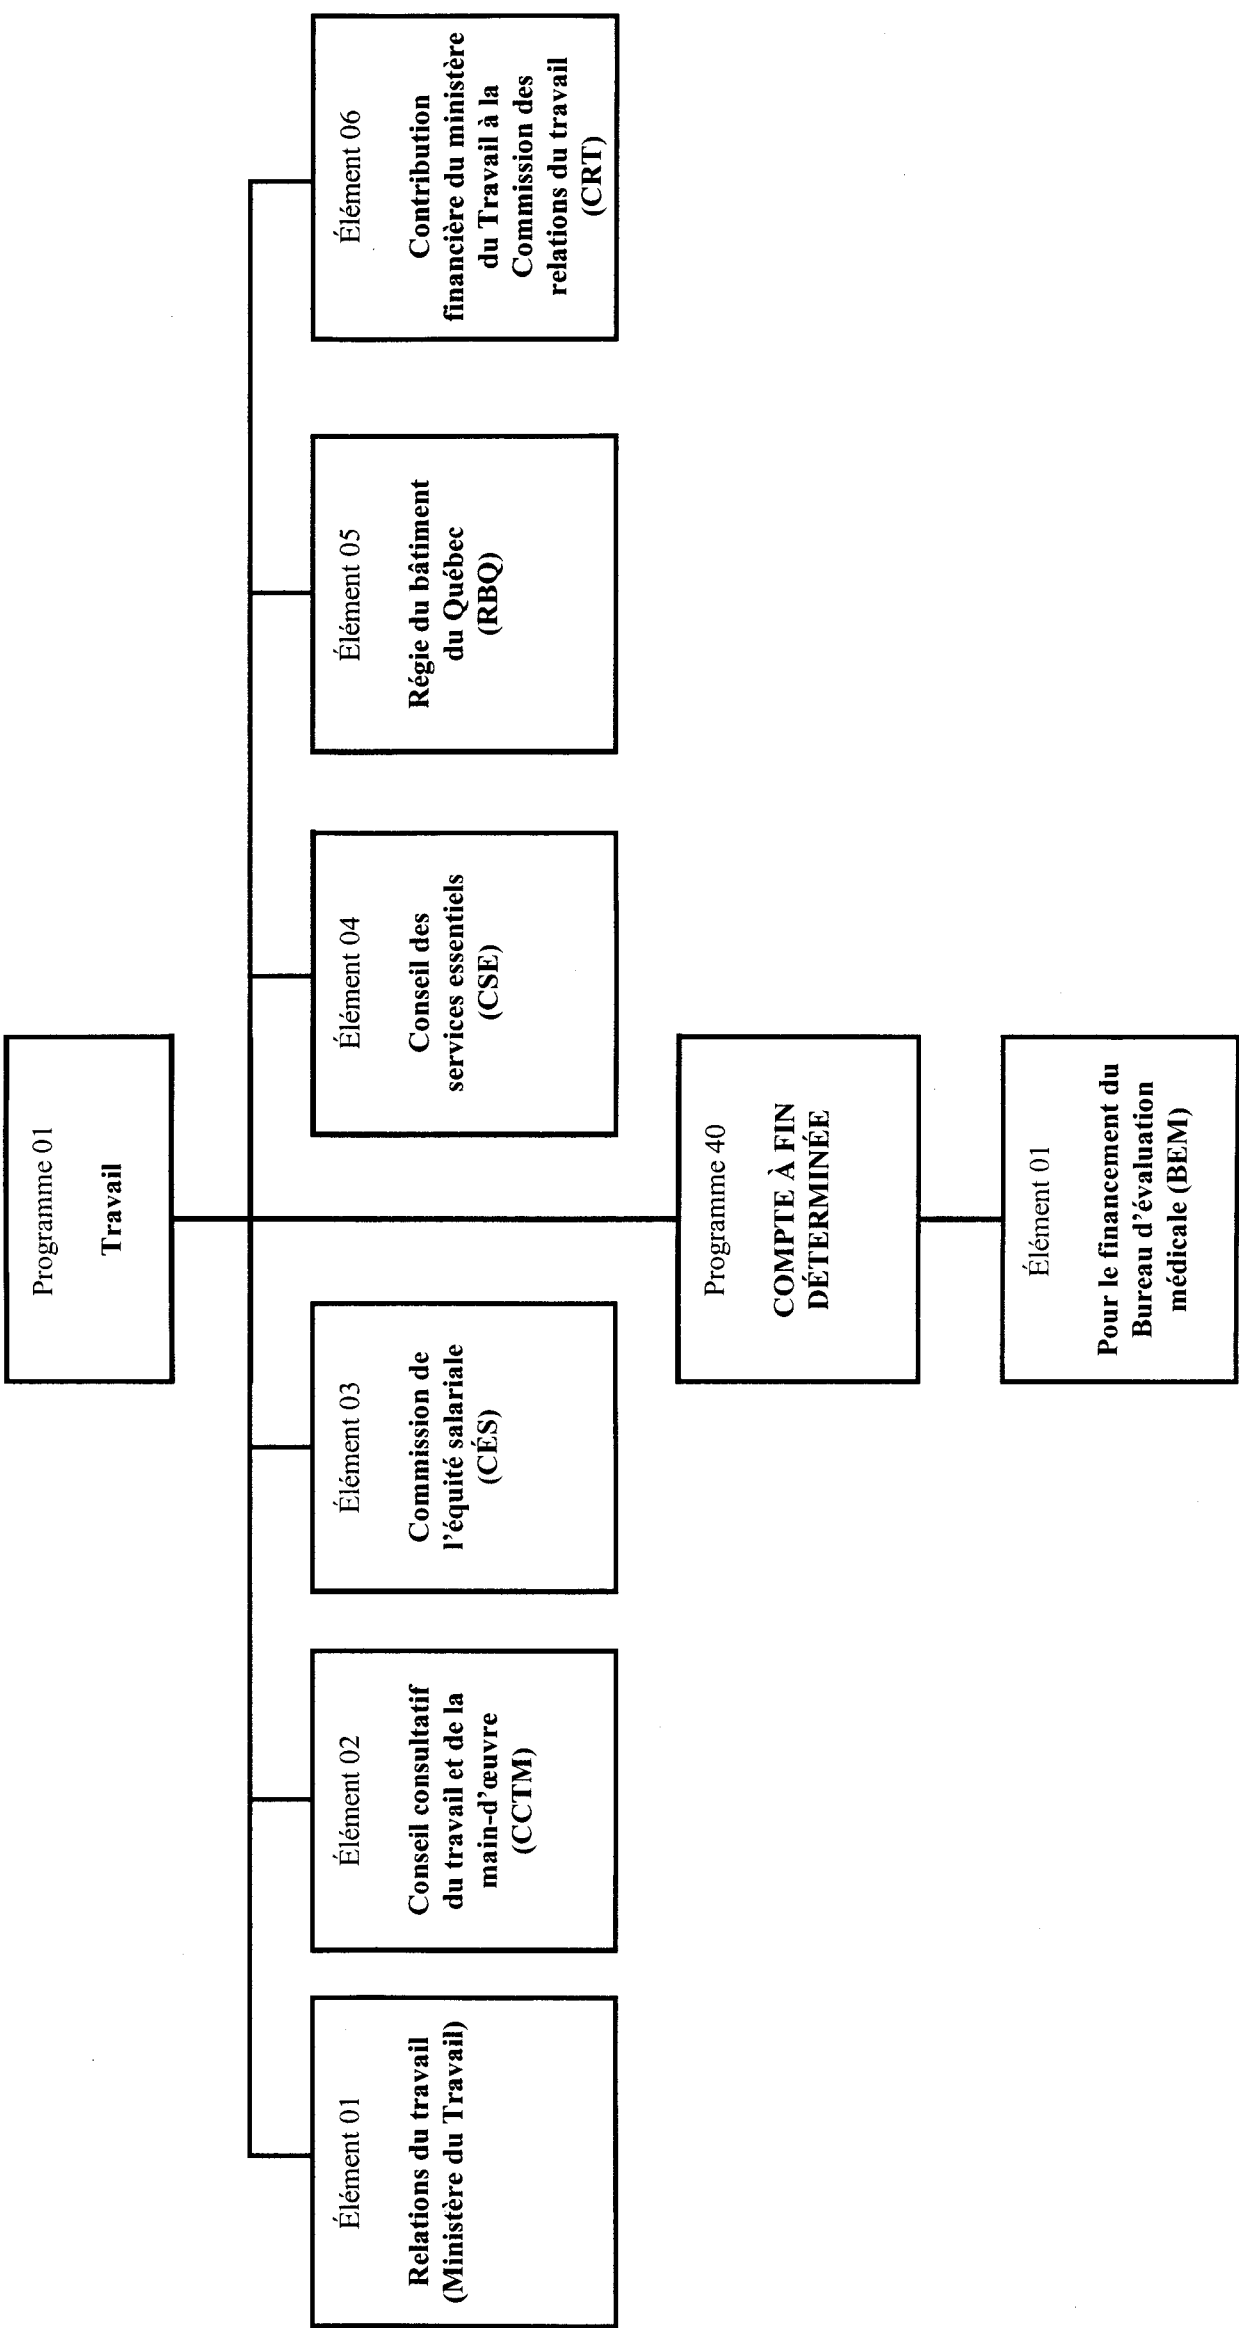 Programme 01
Travail
Élément 01
Relations du travail
(Ministère du Travail)
Élément 02
Conseil consultatif
du travail et de la
main-d'œuvre
(CCTM)
Élément 03
Commission de
l'équité salariale
(CÉS)
Élément 04
Conseil des
services essentiels
(CSE)
Élément 05
Régie du bâtiment
du Québec
(RBQ)
Élément 06
Contribution
financière du ministère
du Travail à la
Commission des
relations du travail
(CRT)
Programme 40
COMPTE À FIN
DÉTERMINÉE
Élément 01
Pour le financement du
Bureau d'évaluation
médicale (BEM)